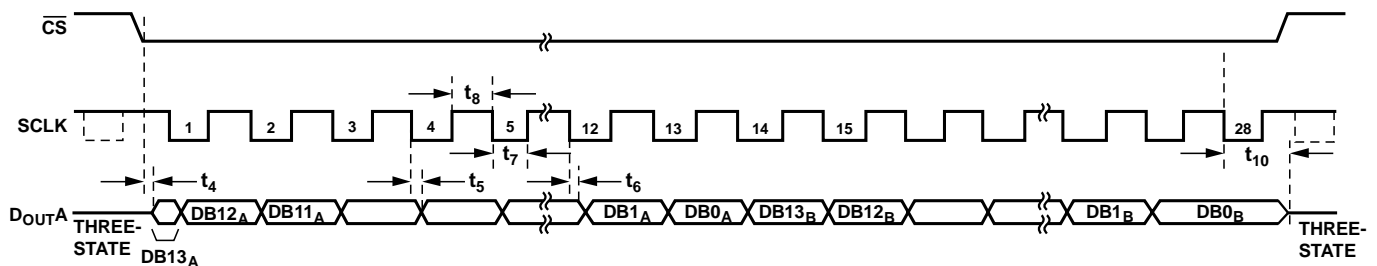 CS
t8
SCLK 1 2 3 4 5 12 13 14 15 28
t7 t10
t4 t5 t6
DOUTA DB12A DB11A DB1A DB0A DB13B DB12B DB1B DB0B
THREE-STATE THREE-STATE
DB13A